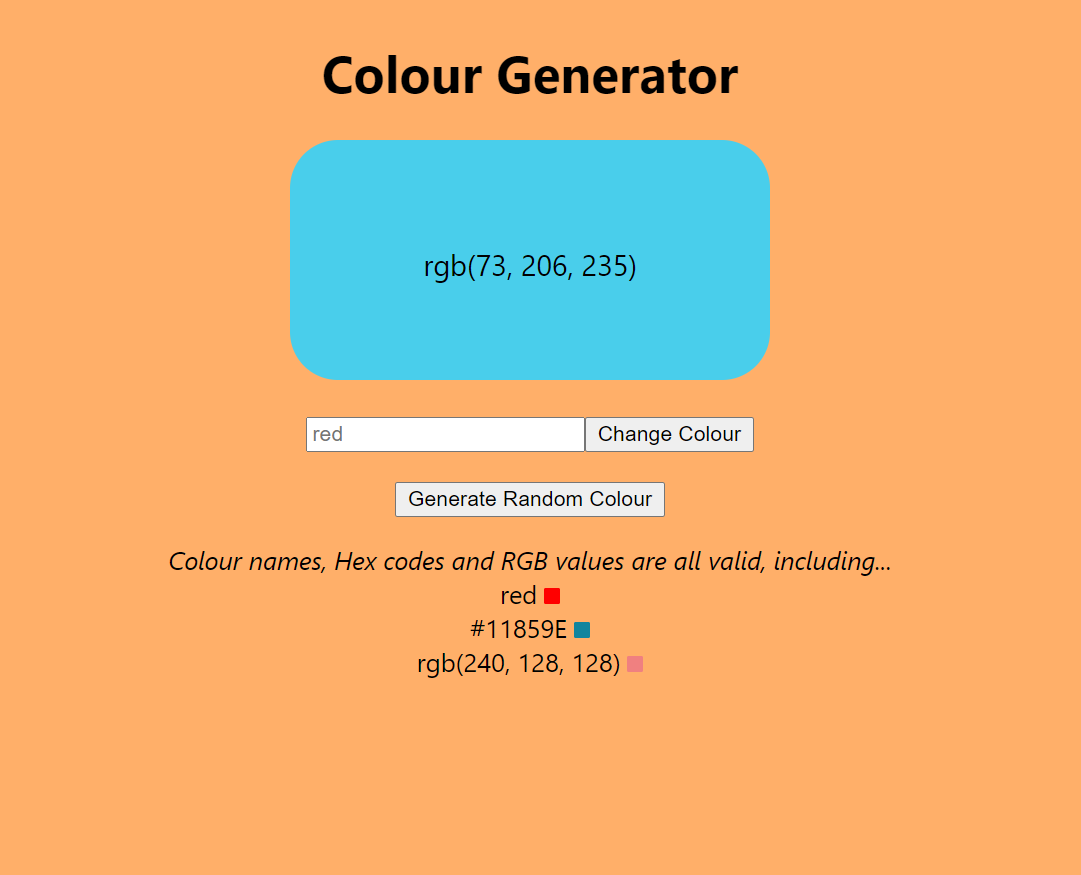 Colour Generator
rgb(73, 206, 235)
red
Change Colour
Generate Random Colour
Colour names, Hex codes and RGB values are all valid, including...
red
#11859E
rgb(240, 128, 128)